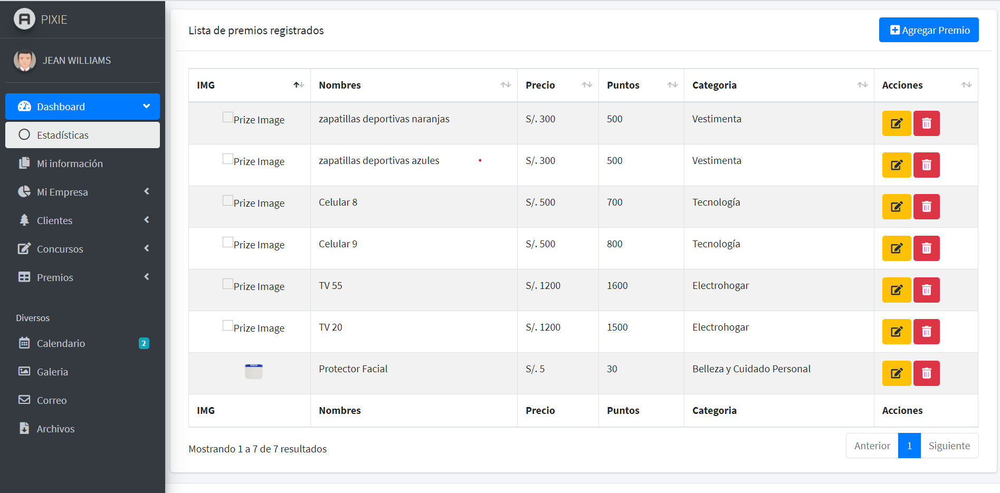 PIXIE
JEAN WILLIAMS
Dashboard
Estadísticas
Mi información
Mi Empresa
Clientes
Concursos
Premios
Diversos
Calendario 2
Galeria
Correo
Archivos
Lista de premios registrados
Agregar Premio
IMG Nombres Precio Puntos Categoria Acciones
Prize Image zapatillas deportivas naranjas S/. 300 500 Vestimenta
Prize Image zapatillas deportivas azules S/. 300 500 Vestimenta
Prize Image Celular 8 S/. 500 700 Tecnología
Prize Image Celular 9 S/. 500 800 Tecnología
Prize Image TV 55 S/. 1200 1600 Electrohogar
Prize Image TV 20 S/. 1200 1500 Electrohogar
Protector Facial S/. 5 30 Belleza y Cuidado Personal
IMG Nombres Precio Puntos Categoria Acciones
Mostrando 1 a 7 de 7 resultados
Anterior 1 Siguiente